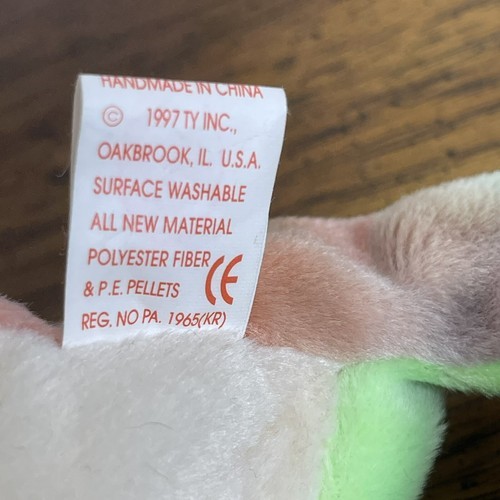 HANDMADE IN CHINA
© 1997 TY INC.,
OAKBROOK, IL. U.S.A.
SURFACE WASHABLE
ALL NEW MATERIAL
POLYESTER FIBER
& P.E. PELLETS CE
REG. NO PA. 1965(KR)